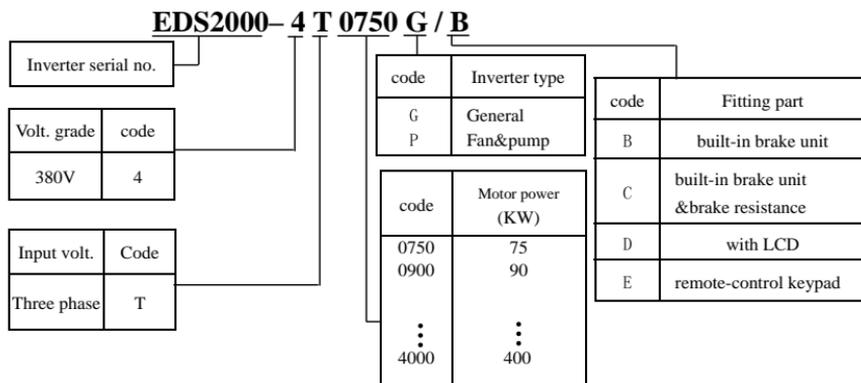 EDS2000– 4 T 0750 G / B
Inverter serial no.
Volt. grade code
380V 4
Input volt. Code
Three phase T
code Inverter type
G General
P Fan&pump
code Motor power
(KW)
0750 75
0900 90
⋮ ⋮
4000 400
code Fitting part
B built-in brake unit
C built-in brake unit
&brake resistance
D with LCD
E remote-control keypad